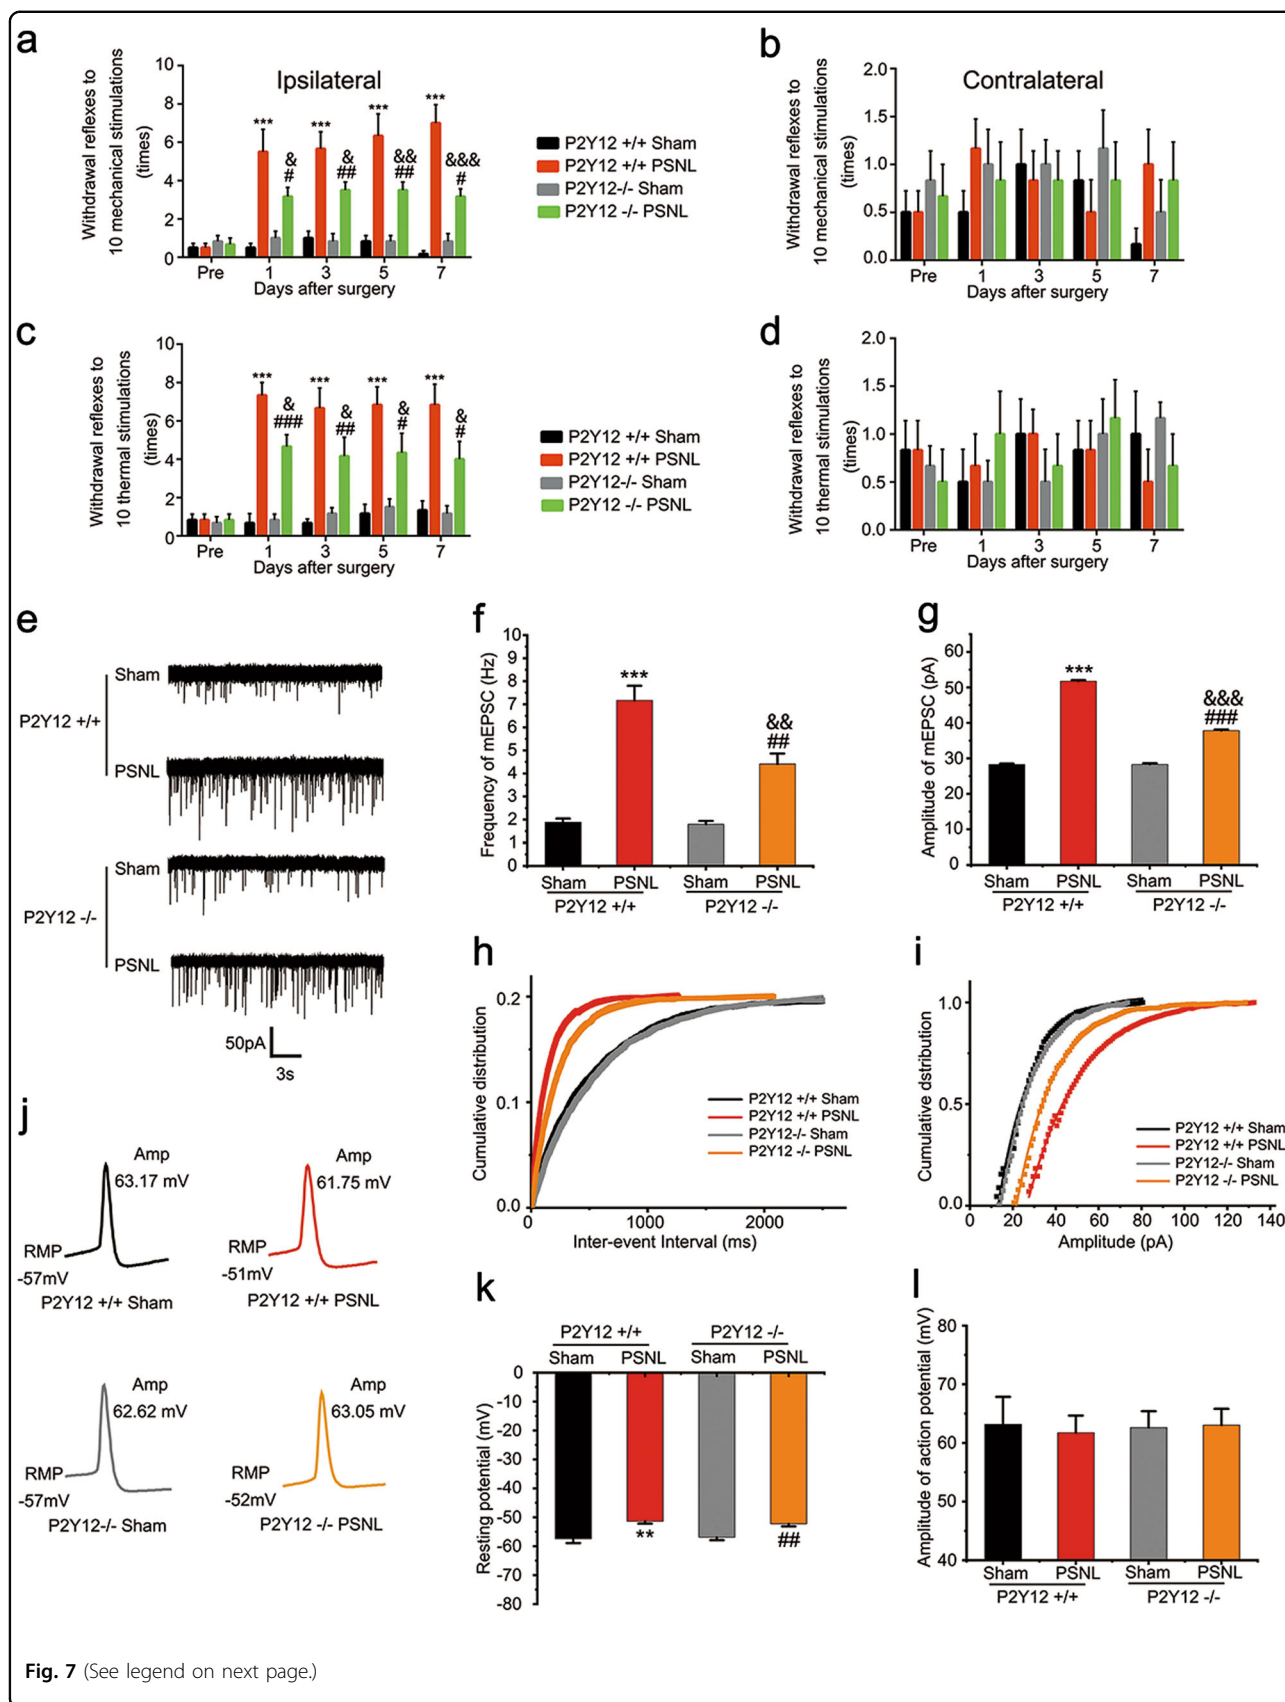 a
Withdrawal reflexes to
10 mechanical stimulations
(times)
10
8
6
4
2
0
Ipsilateral
***
&
#
***
&
##
***
&&
##
***
&&&
#
Pre
1
3
5
7
Days after surgery
P2Y12 +/+ Sham
P2Y12 +/+ PSNL
P2Y12-/- Sham
P2Y12 -/- PSNL
b
Withdrawal reflexes to
10 mechanical stimulations
(times)
2.0
1.5
1.0
0.5
0.0
Contralateral
Pre
1
3
5
7
Days after surgery
c
Withdrawal reflexes to
10 thermal stimulations
(times)
10
8
6
4
2
0
***
&
###
***
&
##
***
&
#
***
&
#
Pre
1
3
5
7
Days after surgery
P2Y12 +/+ Sham
P2Y12 +/+ PSNL
P2Y12-/- Sham
P2Y12 -/- PSNL
d
Withdrawal reflexes to
10 thermal stimulations
(times)
2.0
1.5
1.0
0.5
0.0
Pre
1
3
5
7
Days after surgery
e
P2Y12 +/+
Sham
PSNL
P2Y12 -/-
Sham
PSNL
50pA
3s
f
Frequency of mEPSC (Hz)
10
9
8
7
6
5
4
3
2
1
0
***
&&
##
Sham
PSNL
Sham
PSNL
P2Y12 +/+
P2Y12 -/-
g
Amplitude of mEPSC (pA)
60
50
40
30
20
10
0
***
&&&
###
Sham
PSNL
Sham
PSNL
P2Y12 +/+
P2Y12 -/-
h
Cumulative distribution
0.2
0.1
0.0
P2Y12 +/+ Sham
P2Y12 +/+ PSNL
P2Y12-/- Sham
P2Y12 -/- PSNL
0
1000
2000
Inter-event Interval (ms)
i
Cumulative dstribution
1.0
0.5
0.0
P2Y12 +/+ Sham
P2Y12 +/+ PSNL
P2Y12-/- Sham
P2Y12 -/- PSNL
0
20
40
60
80
100
120
140
Amplitude (pA)
j
Amp
63.17 mV
RMP
-57mV
P2Y12 +/+ Sham
Amp
61.75 mV
RMP
-51mV
P2Y12 +/+ PSNL
Amp
62.62 mV
RMP
-57mV
P2Y12-/- Sham
Amp
63.05 mV
RMP
-52mV
P2Y12 -/- PSNL
k
P2Y12 +/+
P2Y12 -/-
Sham
PSNL
Sham
PSNL
Resting potential (mV)
0
-10
-20
-30
-40
-50
-60
-70
-80
**
##
l
Amplitude of action potential (mV)
80
70
60
50
40
Sham
PSNL
Sham
PSNL
P2Y12 +/+
P2Y12 -/-
Fig. 7 (See legend on next page.)